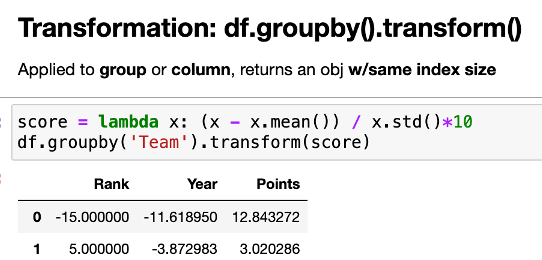 Transformation: df.groupby().transform()
Applied to group or column, returns an obj w/same index size
score = lambda x: (x - x.mean()) / x.std()*10
df.groupby('Team').transform(score)
Rank Year Points
0 -15.000000 -11.618950 12.843272
1 5.000000 -3.872983 3.020286